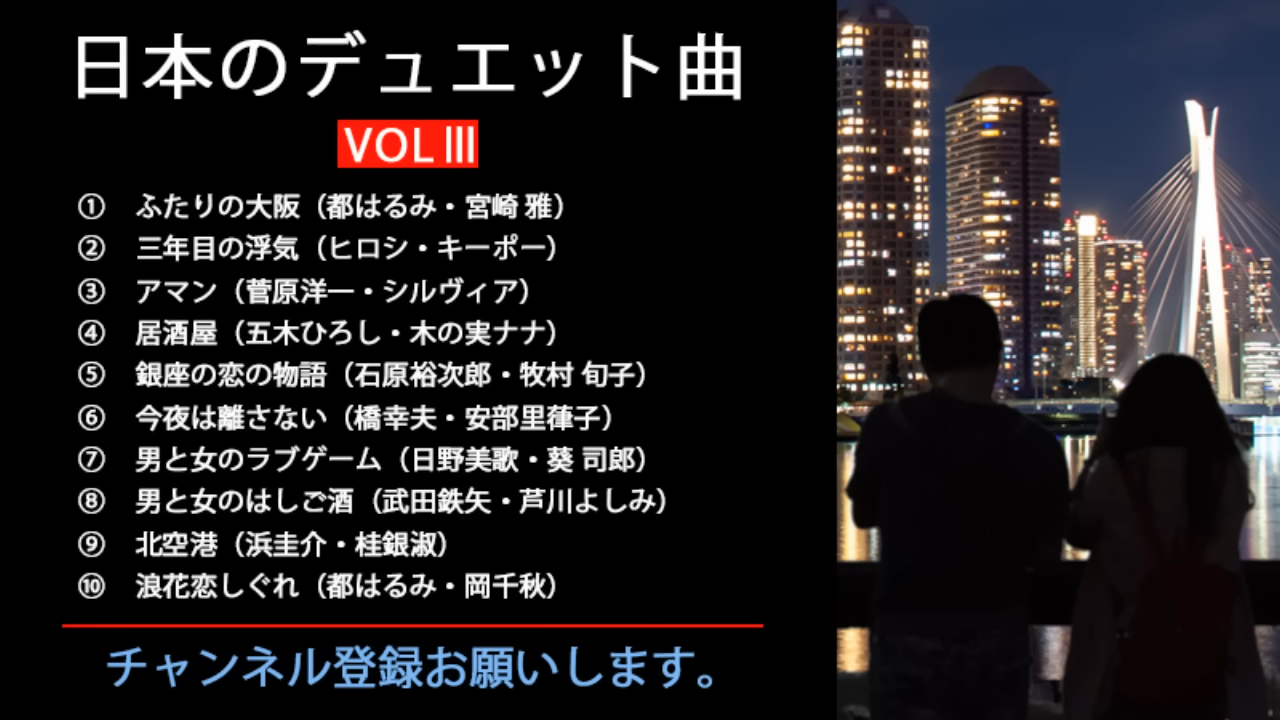 日本のデュエット曲
VOL III
① ふたりの大阪（都はるみ・宮崎 雅）
② 三年目の浮気（ヒロシ・キーボー）
③ アマン（菅原洋一・シルヴィア）
④ 居酒屋（五木ひろし・木の実ナナ）
⑤ 銀座の恋の物語（石原裕次郎・牧村 旬子）
⑥ 今夜は離さない（橋幸夫・安部里葎子）
⑦ 男と女のラブゲーム（日野美歌・葵 司郎）
⑧ 男と女のはしご酒（武田鉄矢・芦川よしみ）
⑨ 北空港（浜圭介・桂銀淑）
⑩ 浪花恋しぐれ（都はるみ・岡千秋）
チャンネル登録お願いします。